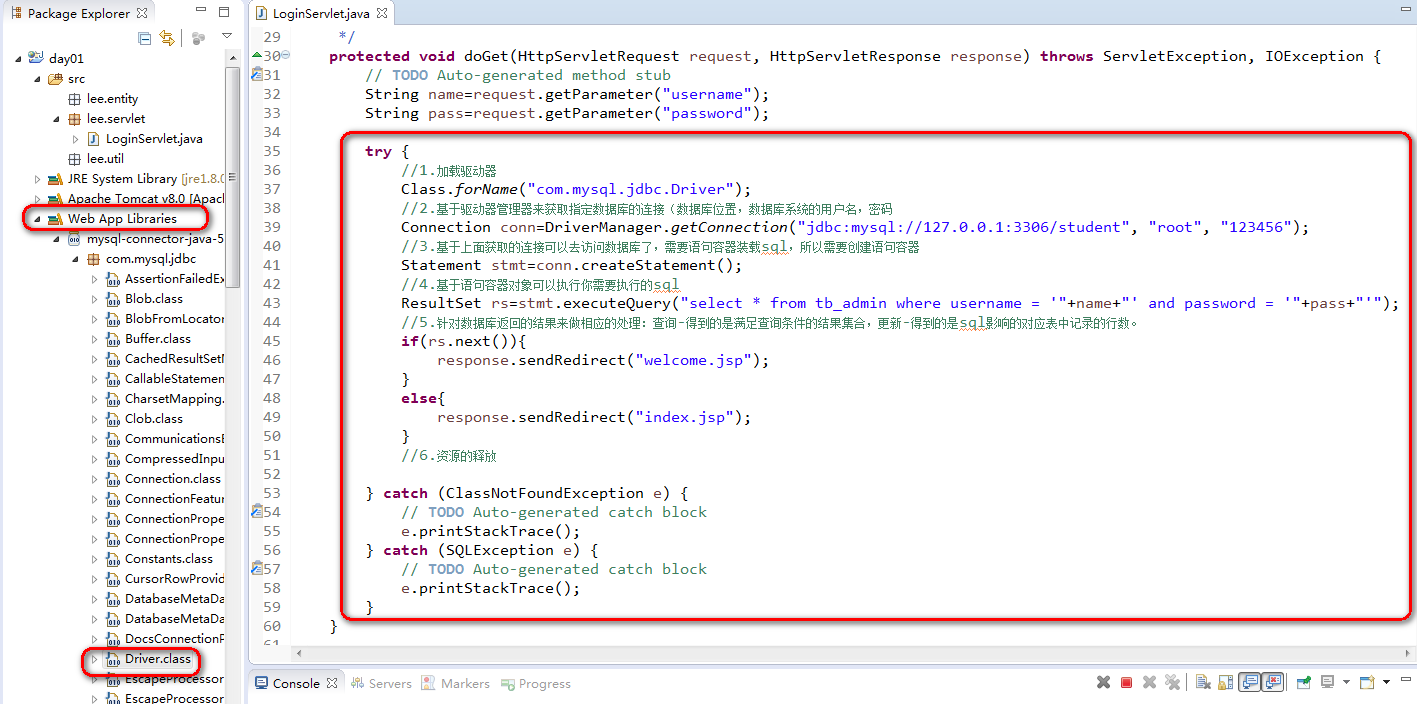 Package Explorer
day01
src
lee.entity
lee.servlet
LoginServlet.java
lee.util
JRE System Library [jre1.8.0
Apache Tomcat v8.0 [Apac
Web App Libraries
mysql-connector-java-5
com.mysql.jdbc
AssertionFailedEx
Blob.class
BlobFromLocator
Buffer.class
CachedResultSet
CallableStatemen
CharsetMapping.
Clob.class
Communications
CompressedInpu
Connection.class
ConnectionFeatur
ConnectionPrope
ConnectionPrope
Constants.class
CursorRowProvid
DatabaseMetaDa
DatabaseMetaDa
DocsConnectionP
Driver.class
EscapeProcessor
EscapeProcessor
LoginServlet.java
29 */
30 protected void doGet(HttpServletRequest request, HttpServletResponse response) throws ServletException, IOException {
31 // TODO Auto-generated method stub
32 String name=request.getParameter("username");
33 String pass=request.getParameter("password");
34
35 try {
36 //1.加载驱动器
37 Class.forName("com.mysql.jdbc.Driver");
38 //2.基于驱动器管理器来获取指定数据库的连接（数据库位置，数据库系统的用户名，密码
39 Connection conn=DriverManager.getConnection("jdbc:mysql://127.0.0.1:3306/student", "root", "123456");
40 //3.基于上面获取的连接可以去访问数据库了，需要语句容器装载sql，所以需要创建语句容器
41 Statement stmt=conn.createStatement();
42 //4.基于语句容器对象可以执行你需要执行的sql
43 ResultSet rs=stmt.executeQuery("select * from tb_admin where username = '"+name+"' and password = '"+pass+"'");
44 //5.针对数据库返回的结果来做相应的处理：查询-得到的是满足查询条件的结果集合，更新-得到的是sql影响的对应表中记录的行数。
45 if(rs.next()){
46 response.sendRedirect("welcome.jsp");
47 }
48 else{
49 response.sendRedirect("index.jsp");
50 }
51 //6.资源的释放
52
53 } catch (ClassNotFoundException e) {
54 // TODO Auto-generated catch block
55 e.printStackTrace();
56 } catch (SQLException e) {
57 // TODO Auto-generated catch block
58 e.printStackTrace();
59 }
60 }
61
Console Servers Markers Progress